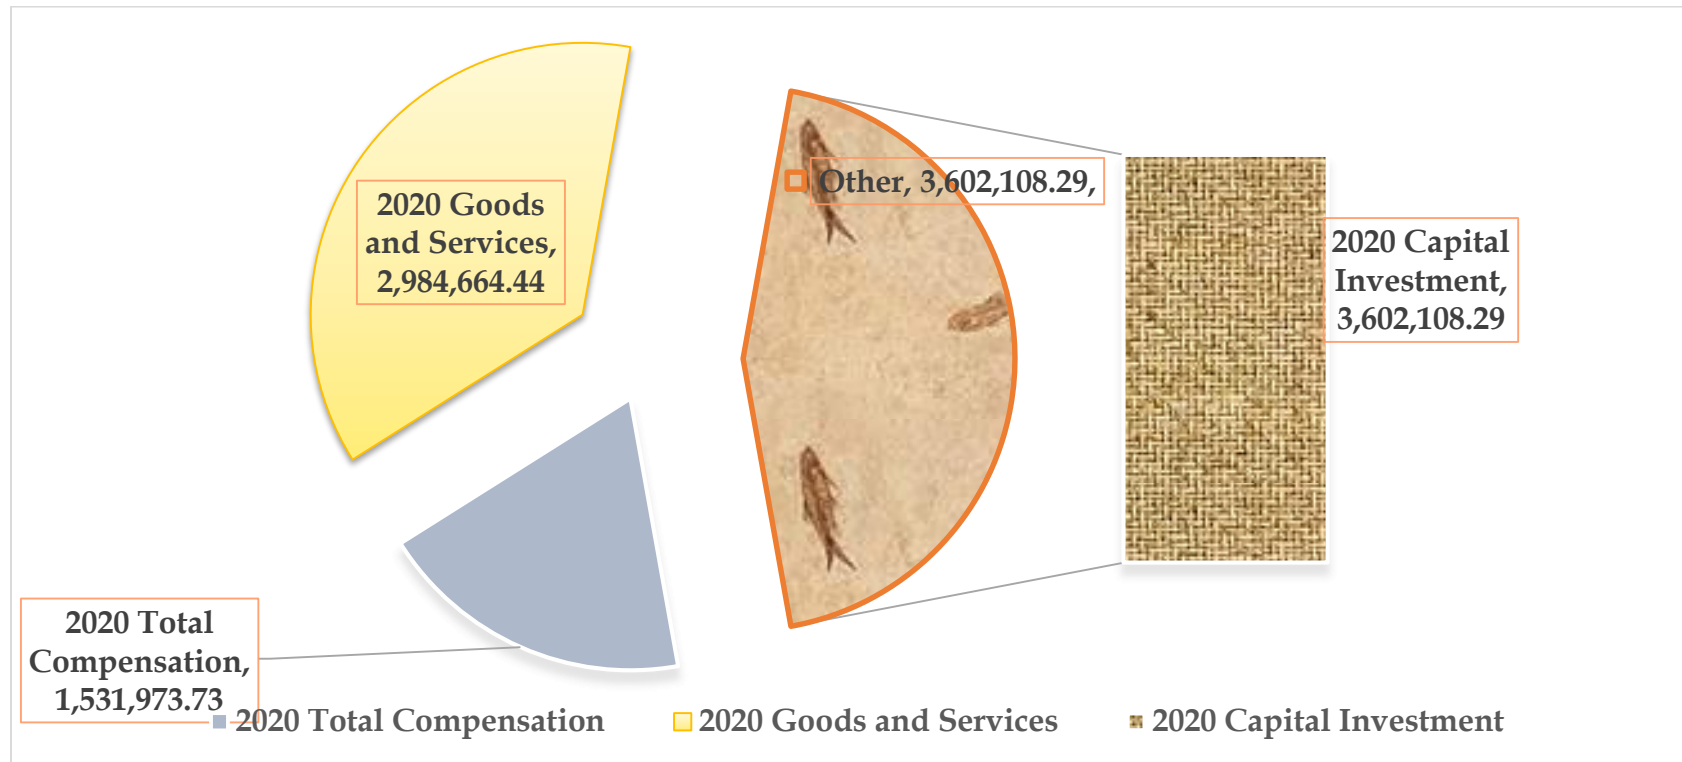 2020 Goods
and Services,
2,984,664.44
Other, 3,602,108.29,
2020 Capital
Investment,
3,602,108.29
2020 Total
Compensation,
1,531,973.73
2020 Total Compensation
2020 Goods and Services
2020 Capital Investment